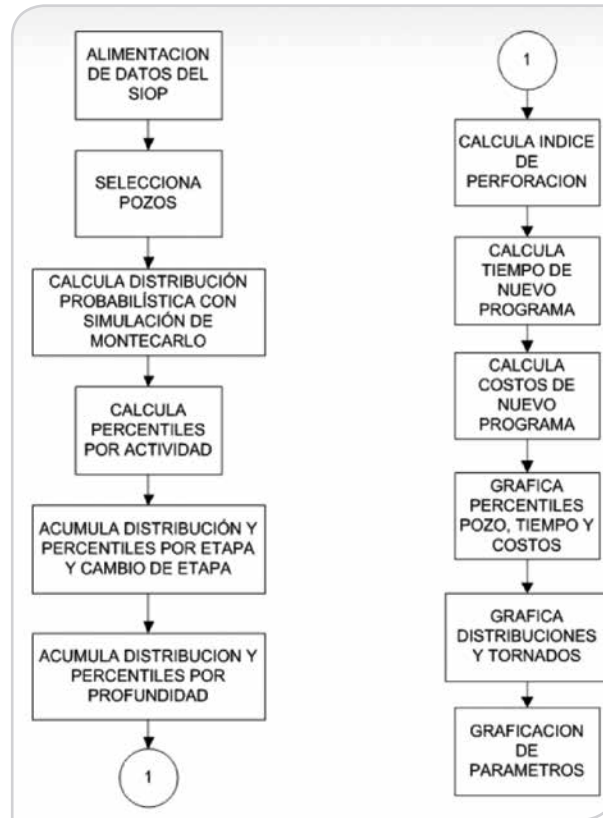 ALIMENTACION
DE DATOS DEL
SIOP
SELECCIONA
POZOS
CALCULA DISTRIBUCIÓN
PROBABILÍSTICA CON
SIMULACIÓN DE
MONTECARLO
CALCULA
PERCENTILES
POR ACTIVIDAD
ACUMULA DISTRIBUCIÓN Y
PERCENTILES POR ETAPA
Y CAMBIO DE ETAPA
ACUMULA DISTRIBUCION Y
PERCENTILES POR
PROFUNDIDAD
1
1
CALCULA INDICE
DE
PERFORACION
CALCULA
TIEMPO DE
NUEVO
PROGRAMA
CALCULA
COSTOS DE
NUEVO
PROGRAMA
GRAFICA
PERCENTILES
POZO, TIEMPO Y
COSTOS
GRAFICA
DISTRIBUCIONES
Y TORNADOS
GRAFICACION
DE
PARAMETROS